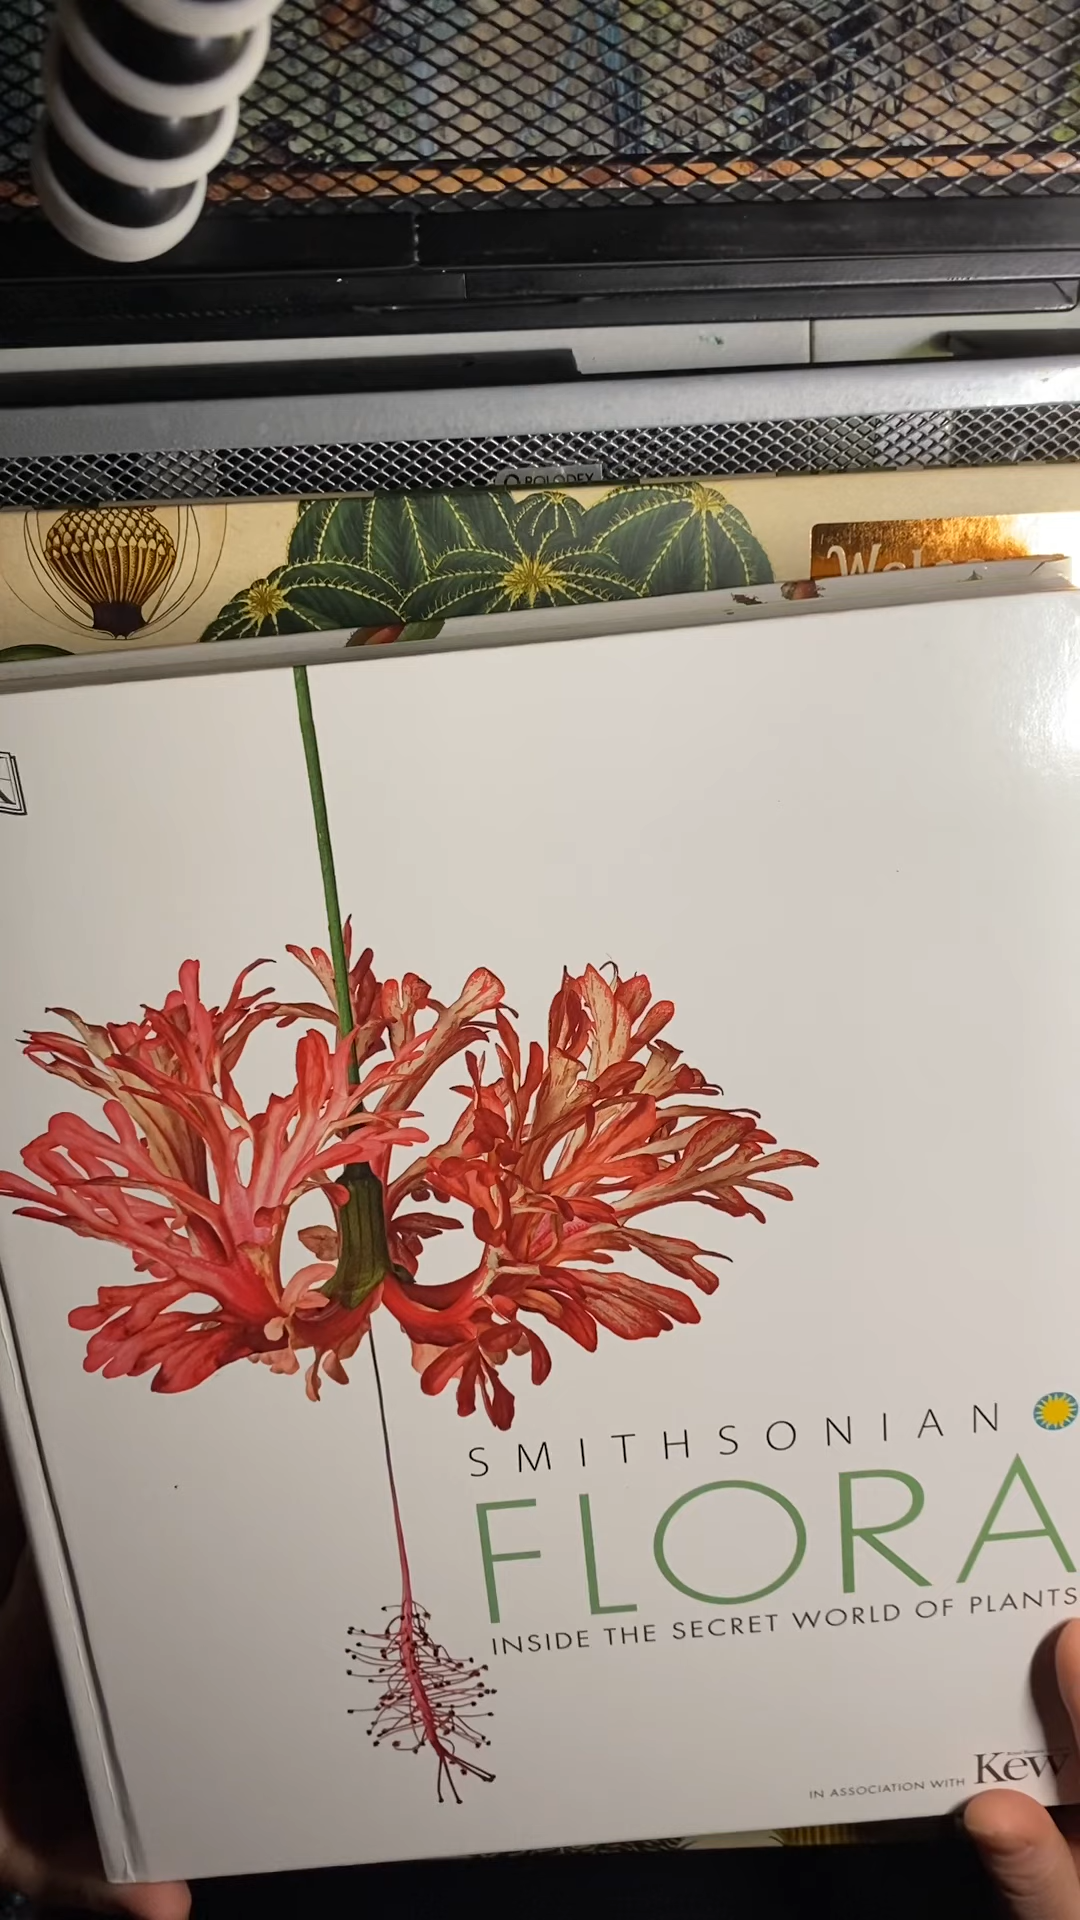 ROLODEX
SMITHSONIAN
FLORA
INSIDE THE SECRET WORLD OF PLANTS
IN ASSOCIATION WITH Kew